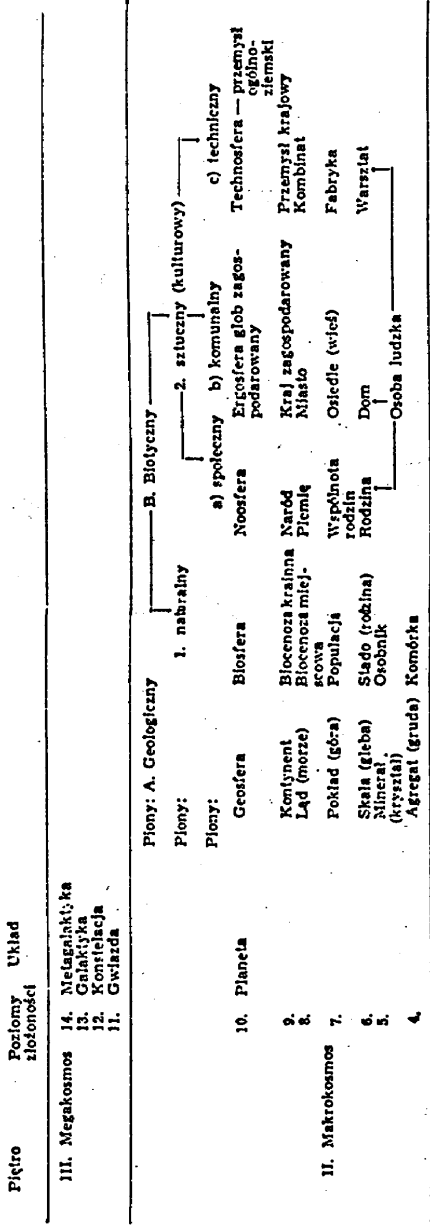 Piętro Poziomy złożoności Układ
III. Megakosmos 14. Metagalaktyka
13. Galaktyka
12. Konstelacja
11. Gwiazda
Piony: A. Geologiczny B. Biotyczny
Piony: 1. naturalny 2. sztuczny (kulturowy)
Piony: a) społeczny b) komunalny c) techniczny
10. Planeta Geosfera Biosfera Noosfera Ergosfera glob zagospodarowany Technosfera — przemysł ogólnoziemski
II. Makrokosmos
9. Kontynent Biocenoza krainna Naród Kraj zagospodarowany Przemysł krajowy
8. Ląd (morze) Biocenoza miejscowa Plemię Miasto Kombinat
7. Pokład (góra) Populacja Wspólnota rodzin Osiedle (wieś) Fabryka
6. Skała (gleba) Stado (rodzina) Rodzina Dom Warsztat
5. Minerał (kryształ) Osobnik Osoba ludzka
4. Agregat (gruda) Komórka